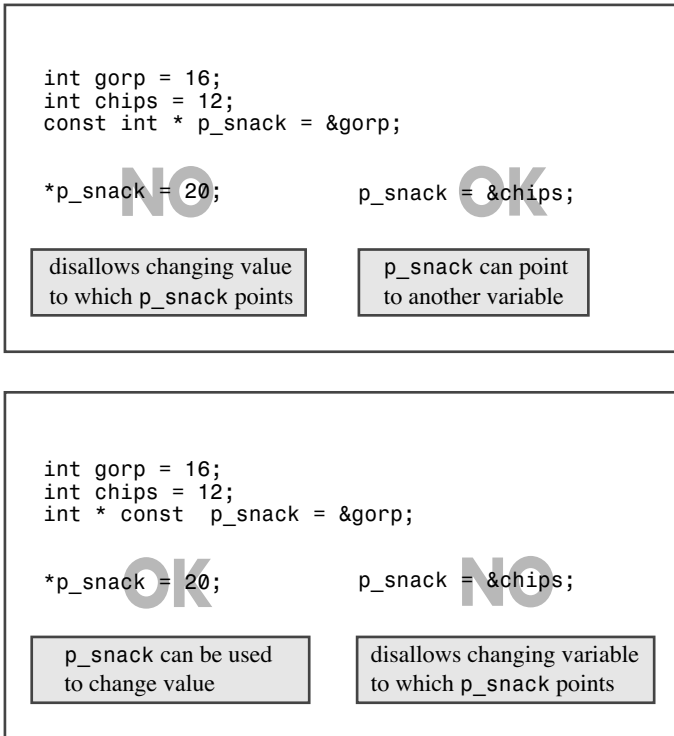 int gorp = 16;
int chips = 12;
const int * p_snack = &gorp;
*p_snack = 20;
NO
p_snack = &chips;
OK
disallows changing value
to which p_snack points
p_snack can point
to another variable
int gorp = 16;
int chips = 12;
int * const  p_snack = &gorp;
*p_snack = 20;
OK
p_snack = &chips;
NO
p_snack can be used
to change value
disallows changing variable
to which p_snack points